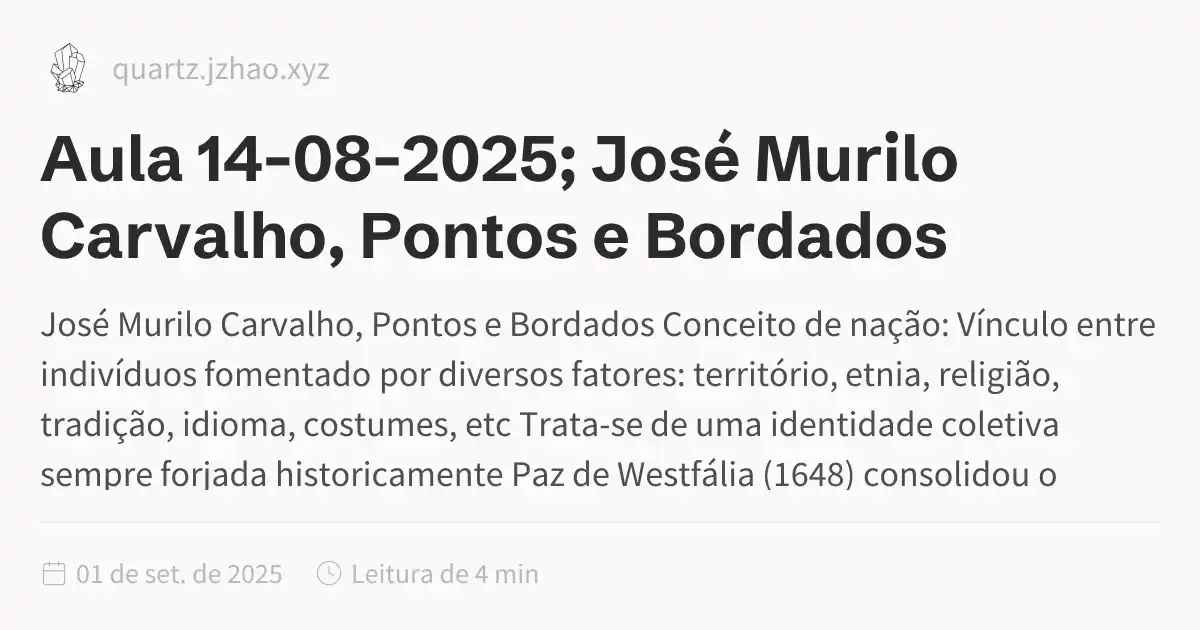 quartz.jzhao.xyz
Aula 14-08-2025; José Murilo
Carvalho, Pontos e Bordados
José Murilo Carvalho, Pontos e Bordados Conceito de nação: Vínculo entre
indivíduos fomentado por diversos fatores: território, etnia, religião,
tradição, idioma, costumes, etc Trata-se de uma identidade coletiva
sempre forjada historicamente Paz de Westfália (1648) consolidou o
01 de set. de 2025 Leitura de 4 min